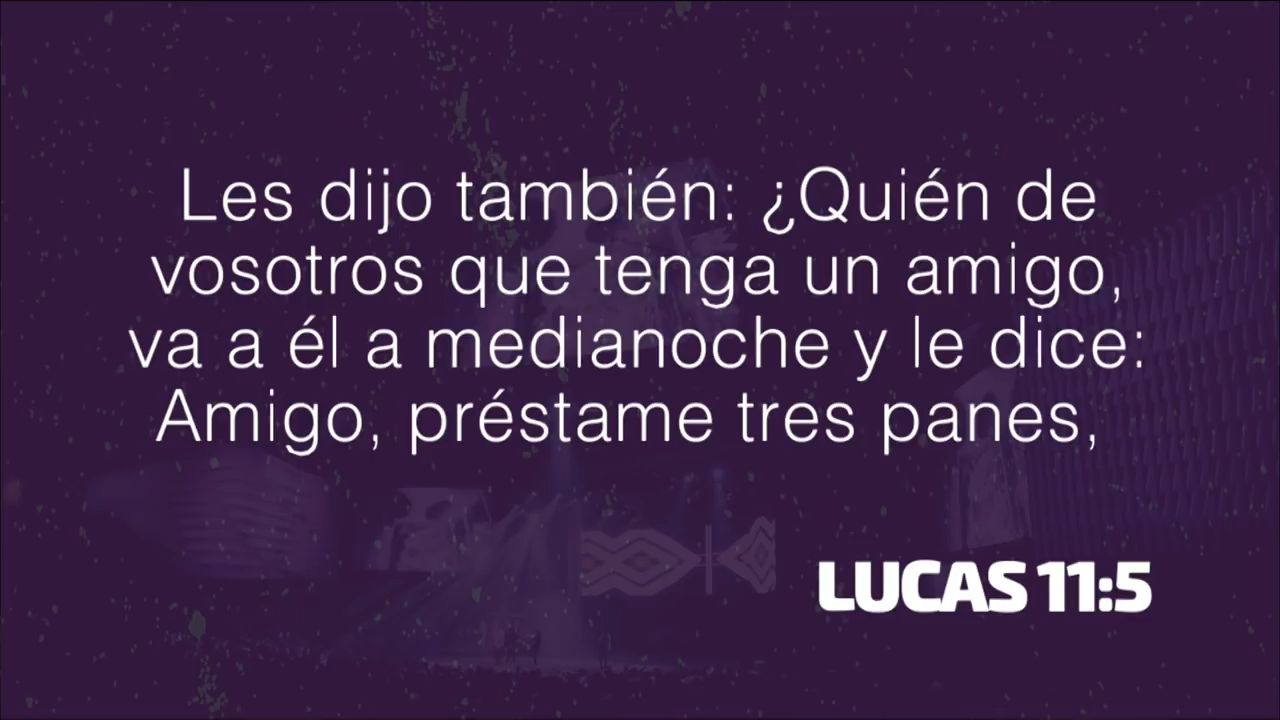 Les dijo también: ¿Quién de
vosotros que tenga un amigo,
va a él a medianoche y le dice:
Amigo, préstame tres panes,
LUCAS 11:5